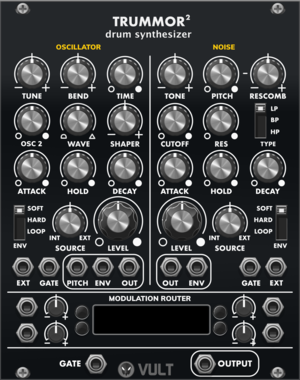 TRUMMOR²
drum synthesizer
OSCILLATOR NOISE
TUNE BEND TIME TONE PITCH RESCOMB
LP
BP
HP
OSC 2 WAVE SHAPER CUTOFF RES TYPE
ATTACK HOLD DECAY ATTACK HOLD DECAY
SOFT SOFT
HARD HARD
LOOP LOOP
INT EXT INT EXT
ENV SOURCE LEVEL LEVEL SOURCE ENV
EXT GATE PITCH ENV OUT OUT ENV GATE EXT
MODULATION ROUTER
GATE VULT OUTPUT